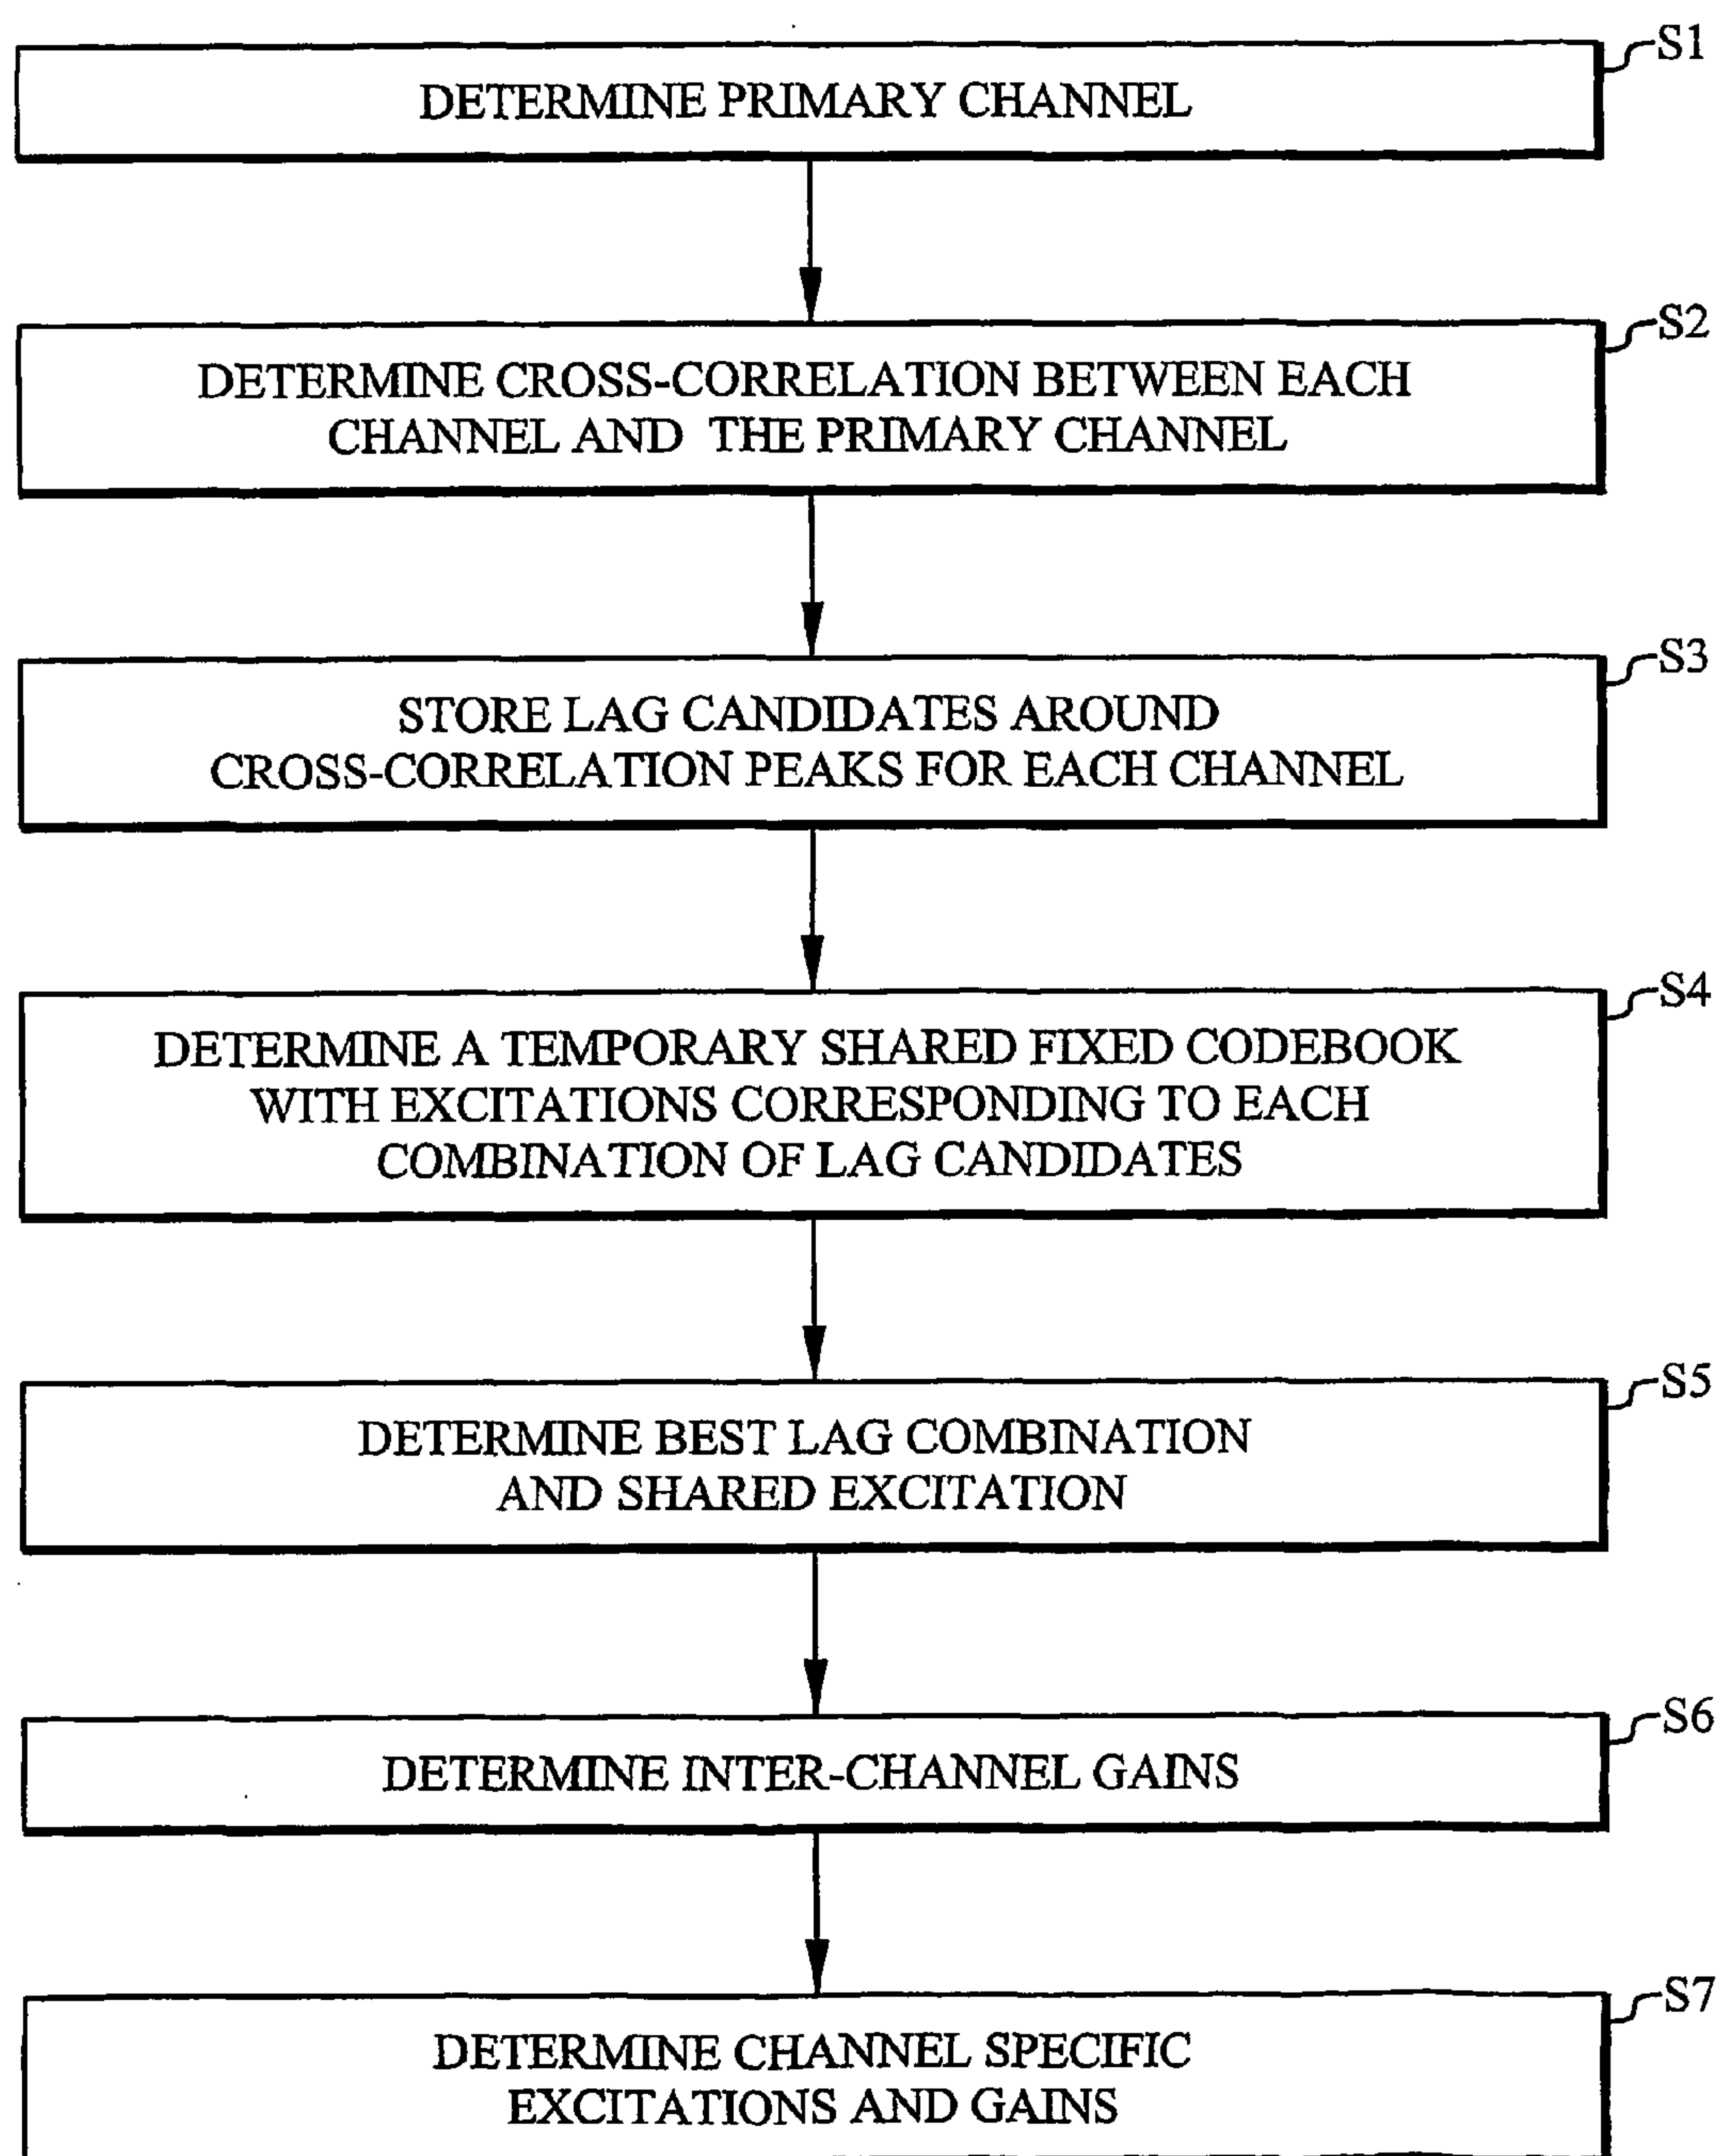 S1
DETERMINE PRIMARY CHANNEL
S2
DETERMINE CROSS-CORRELATION BETWEEN EACH
CHANNEL AND THE PRIMARY CHANNEL
S3
STORE LAG CANDIDATES AROUND
CROSS-CORRELATION PEAKS FOR EACH CHANNEL
S4
DETERMINE A TEMPORARY SHARED FIXED CODEBOOK
WITH EXCITATIONS CORRESPONDING TO EACH
COMBINATION OF LAG CANDIDATES
S5
DETERMINE BEST LAG COMBINATION
AND SHARED EXCITATION
S6
DETERMINE INTER-CHANNEL GAINS
S7
DETERMINE CHANNEL SPECIFIC
EXCITATIONS AND GAINS